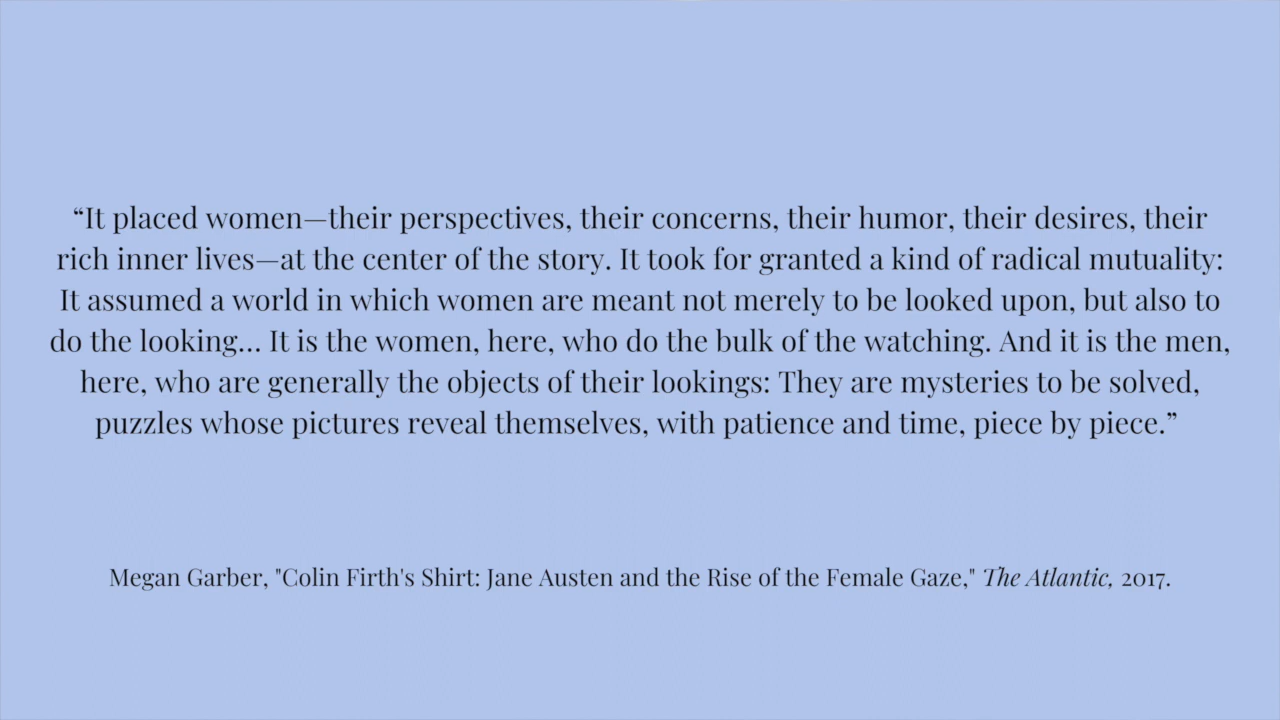 “It placed women—their perspectives, their concerns, their humor, their desires, their
rich inner lives—at the center of the story. It took for granted a kind of radical mutuality:
It assumed a world in which women are meant not merely to be looked upon, but also to
do the looking... It is the women, here, who do the bulk of the watching. And it is the men,
here, who are generally the objects of their lookings: They are mysteries to be solved,
puzzles whose pictures reveal themselves, with patience and time, piece by piece.”
Megan Garber, "Colin Firth's Shirt: Jane Austen and the Rise of the Female Gaze," The Atlantic, 2017.